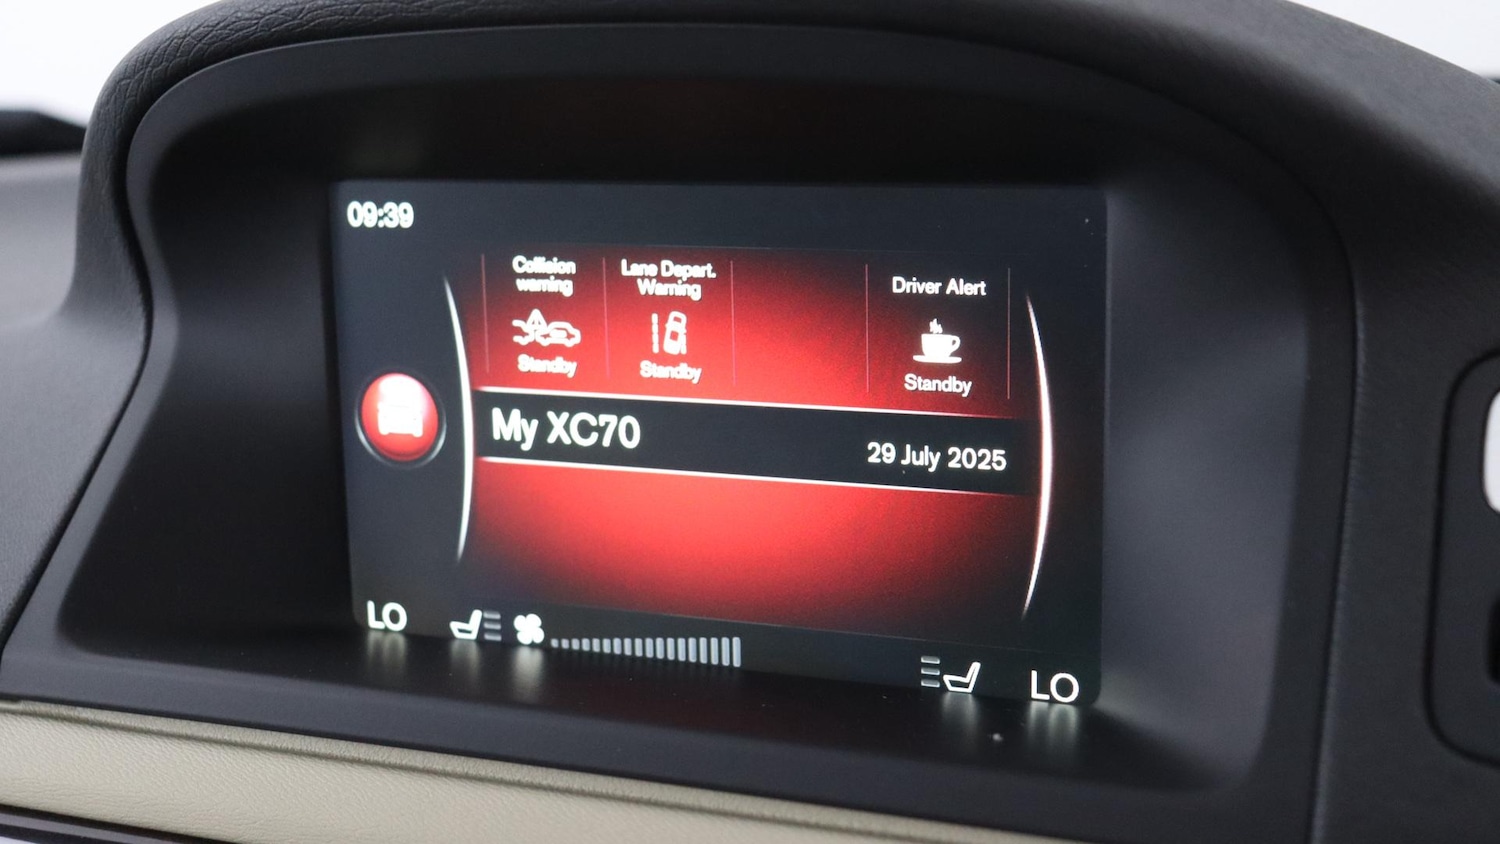 09:39
Collision
warning
Standby
Lane Depart.
Warning
Standby
Driver Alert
Standby
My XC70
29 July 2025
LO
LO